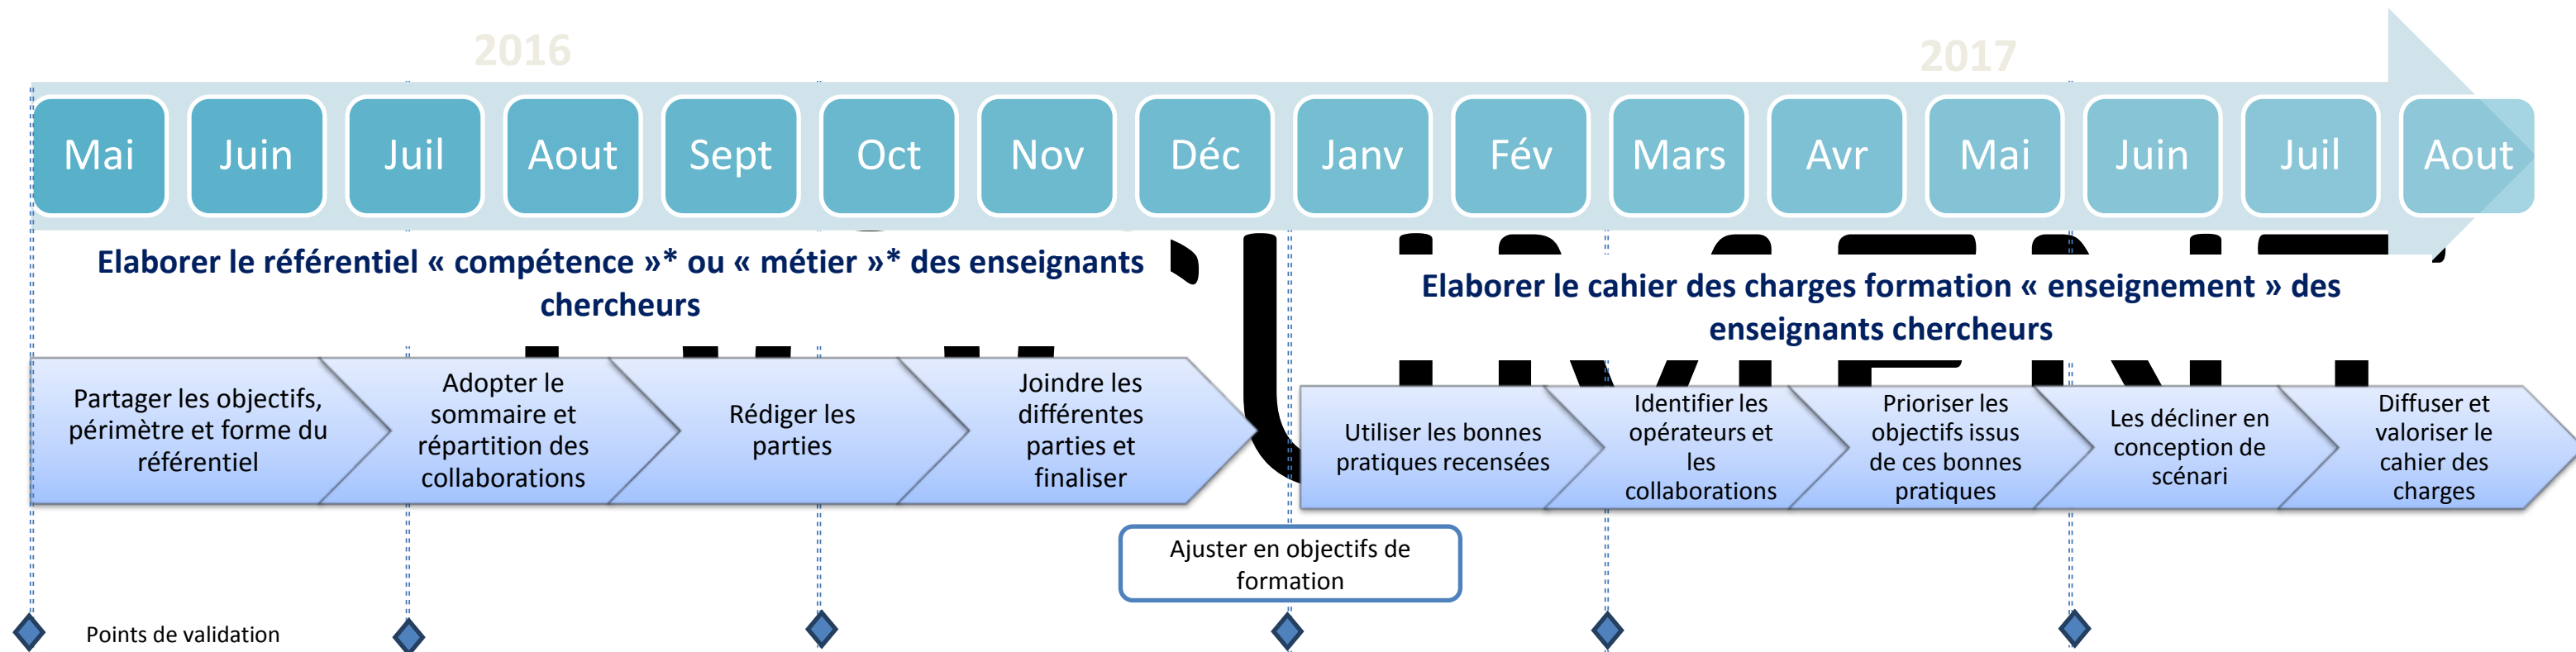 2016
2017
Mai
Juin
Juil
Aout
Sept
Oct
Nov
Déc
Janv
Fév
Mars
Avr
Mai
Juin
Juil
Aout
Elaborer le référentiel « compétence »* ou « métier »* des enseignants
chercheurs
Elaborer le cahier des charges formation « enseignement » des
enseignants chercheurs
Partager les objectifs,
périmètre et forme du
référentiel
Adopter le
sommaire et
répartition des
collaborations
Rédiger les
parties
Joindre les
différentes
parties et
finaliser
Utiliser les bonnes
pratiques recensées
Identifier les
opérateurs et
les
collaborations
Prioriser les
objectifs issus
de ces bonnes
pratiques
Les décliner en
conception de
scénari
Diffuser et
valoriser le
cahier des
charges
Ajuster en objectifs de
formation
Points de validation